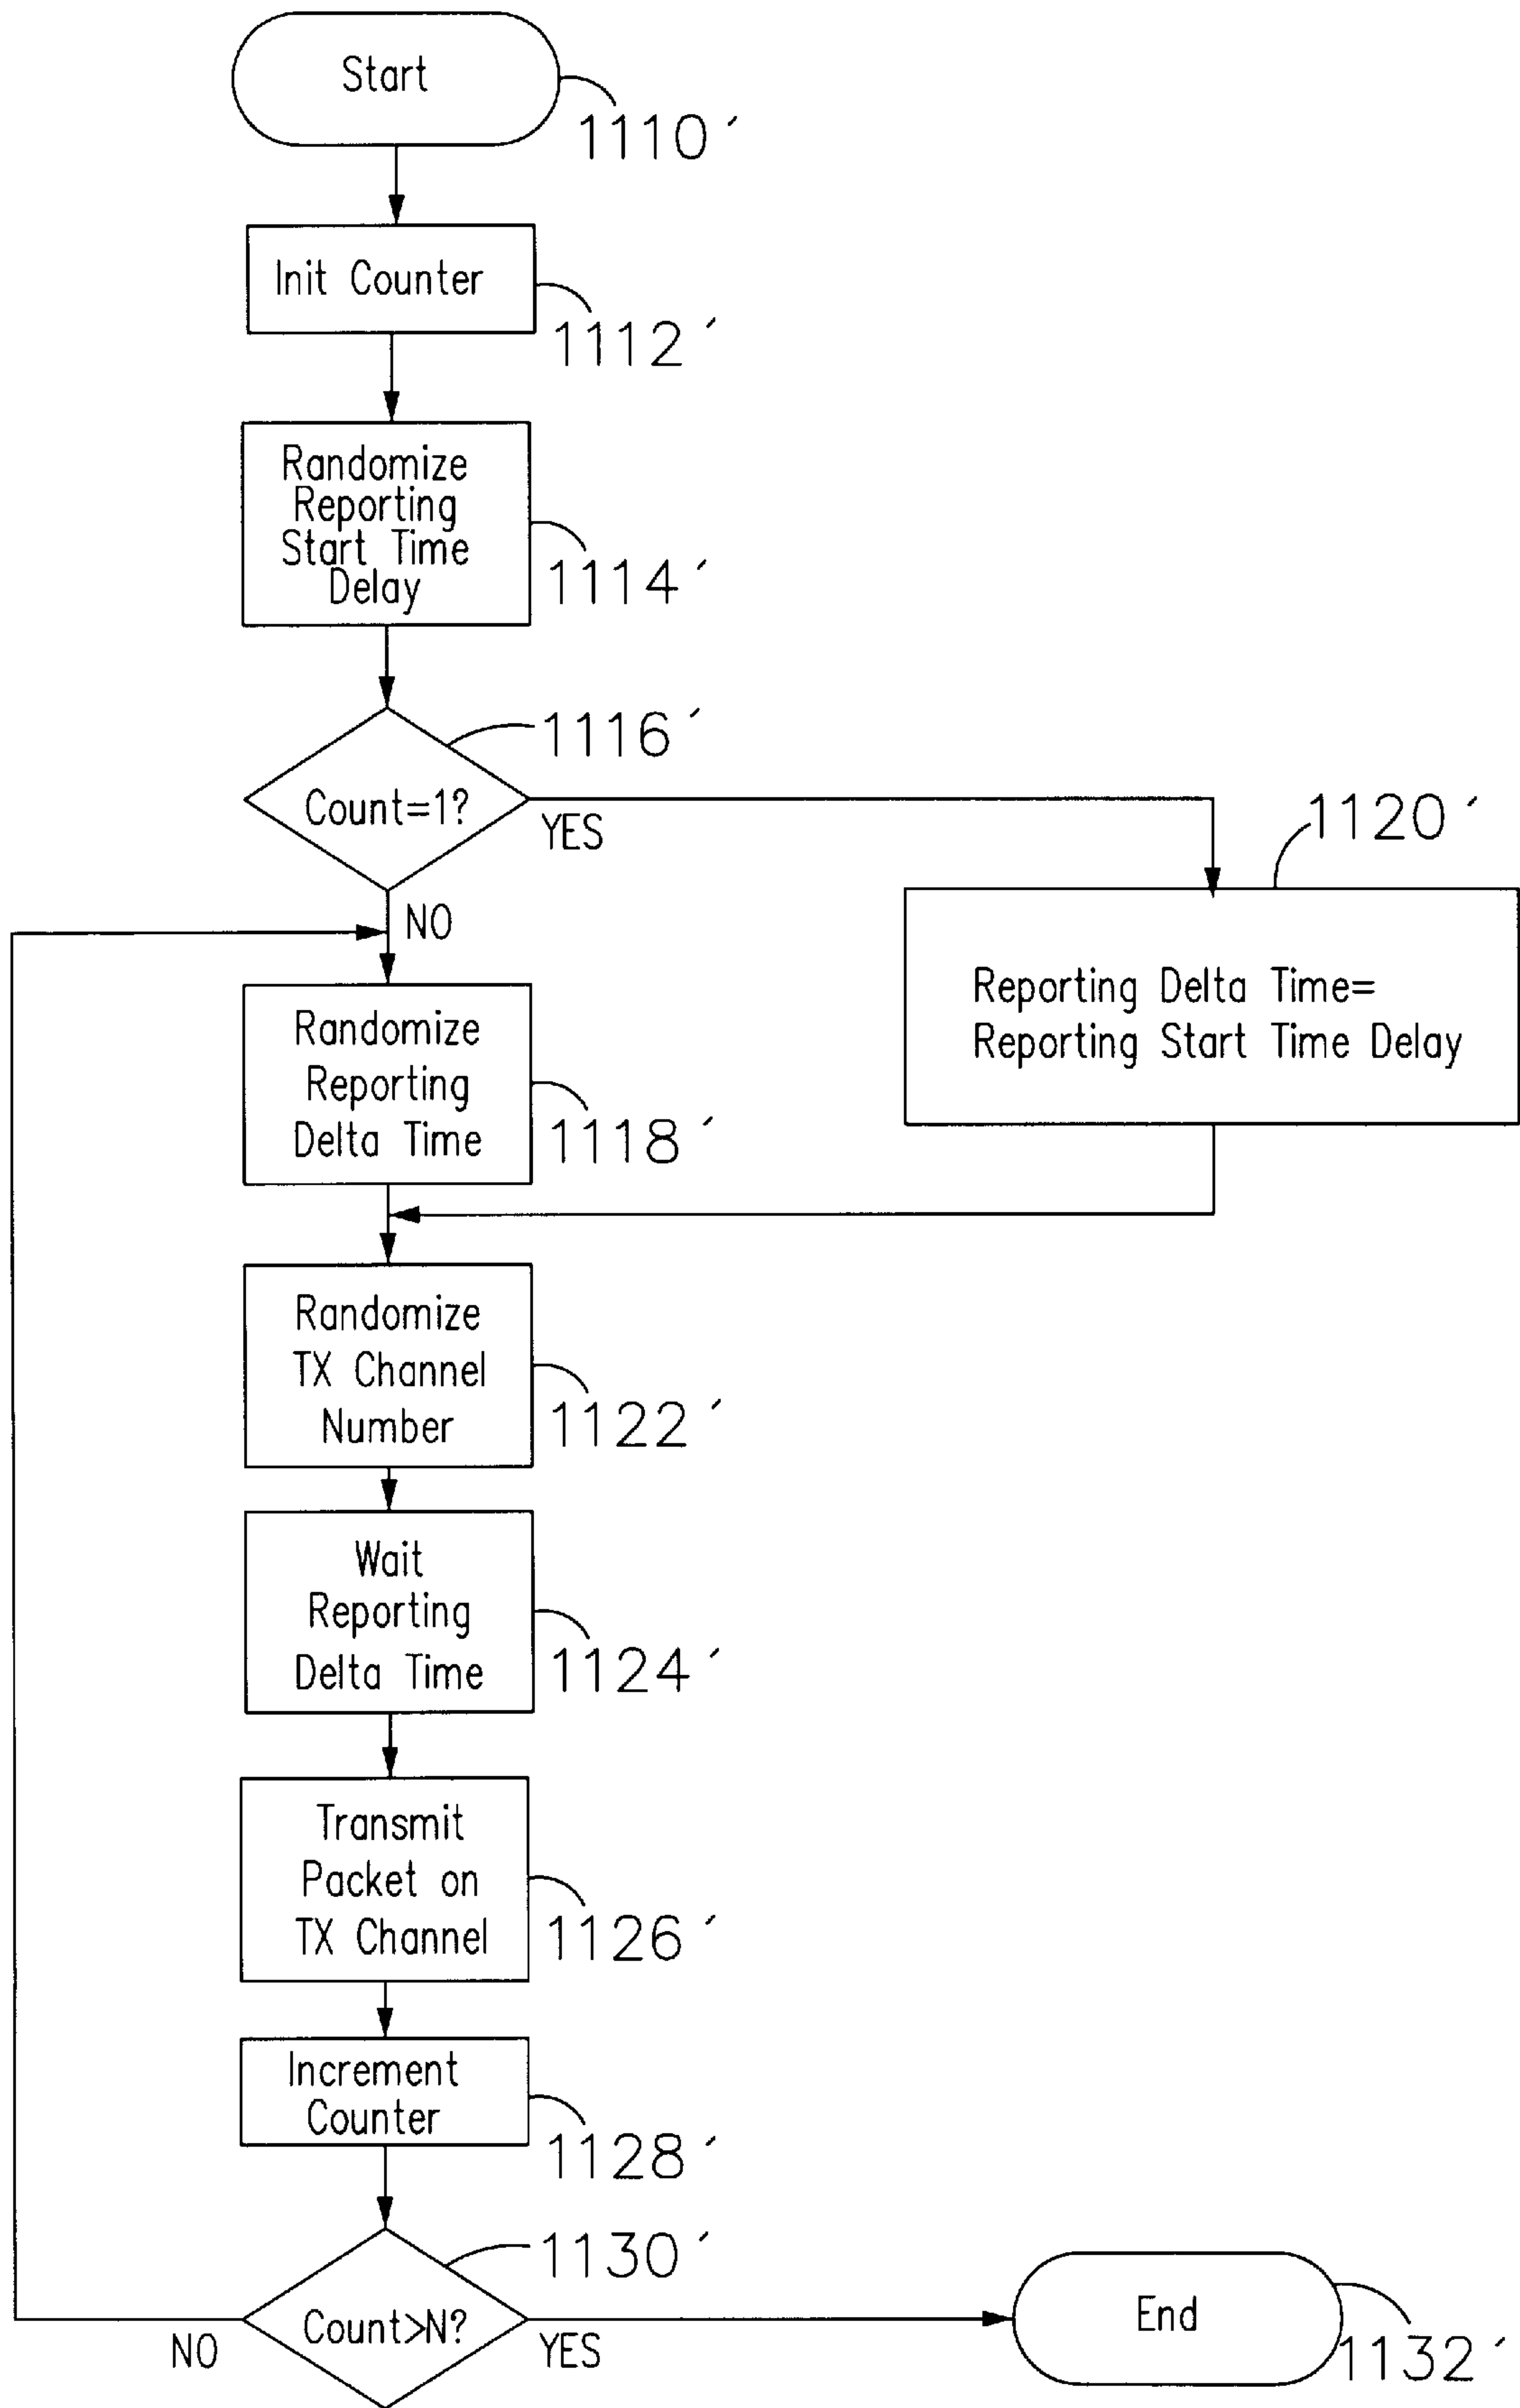 Start
1110′
Init Counter
1112′
Randomize
Reporting
Start Time
Delay
1114′
1116′
Count=1?
YES
NO
1120′
Reporting Delta Time=
Reporting Start Time Delay
Randomize
Reporting
Delta Time
1118′
Randomize
TX Channel
Number
1122′
Wait
Reporting
Delta Time
1124′
Transmit
Packet on
TX Channel
1126′
Increment
Counter
1128′
1130′
Count>N?
NO
YES
End
1132′